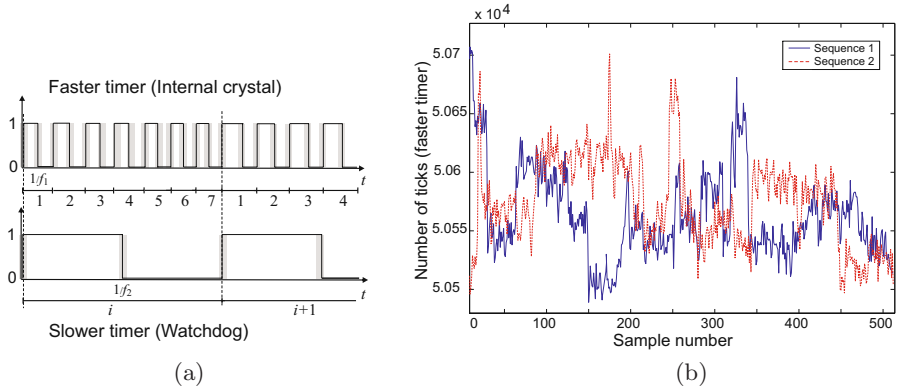 Faster timer (Internal crystal)
1
0
t
1/f1
1 2 3 4 5 6 7 1 2 3 4
1
0
t
1/f2
i
i+1
Slower timer (Watchdog)
(a)
x 10^4
Number of ticks (faster timer)
5.07
5.065
5.06
5.055
5.05
Sequence 1
Sequence 2
0 100 200 300 400 500
Sample number
(b)